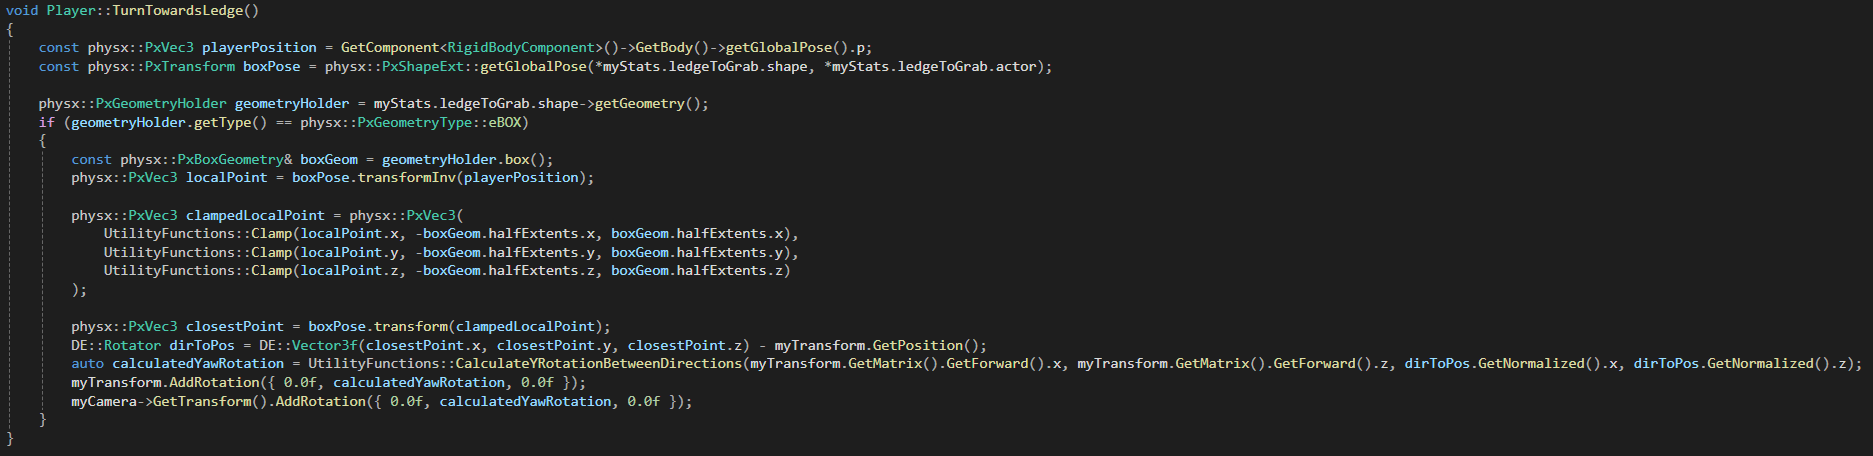 void Player::TurnTowardsLedge()
{
const physx::PxVec3 playerPosition = GetComponent<RigidBodyComponent>()->GetBody()->getGlobalPose().p;
const physx::PxTransform boxPose = physx::PxShapeExt::getGlobalPose(*myStats.ledgeToGrab.shape, *myStats.ledgeToGrab.actor);
physx::PxGeometryHolder geometryHolder = myStats.ledgeToGrab.shape->getGeometry();
if (geometryHolder.getType() == physx::PxGeometryType::eBOX)
{
const physx::PxBoxGeometry& boxGeom = geometryHolder.box();
physx::PxVec3 localPoint = boxPose.transformInv(playerPosition);
physx::PxVec3 clampedLocalPoint = physx::PxVec3(
UtilityFunctions::Clamp(localPoint.x, -boxGeom.halfExtents.x, boxGeom.halfExtents.x),
UtilityFunctions::Clamp(localPoint.y, -boxGeom.halfExtents.y, boxGeom.halfExtents.y),
UtilityFunctions::Clamp(localPoint.z, -boxGeom.halfExtents.z, boxGeom.halfExtents.z)
);
physx::PxVec3 closestPoint = boxPose.transform(clampedLocalPoint);
DE::Rotator dirToPos = DE::Vector3f(closestPoint.x, closestPoint.y, closestPoint.z) - myTransform.GetPosition();
auto calculatedYawRotation = UtilityFunctions::CalculateYRotationBetweenDirections(myTransform.GetMatrix().GetForward().x, myTransform.GetMatrix().GetForward().z, dirToPos.GetNormalized().x, dirToPos.GetNormalized().z);
myTransform.AddRotation({ 0.0f, calculatedYawRotation, 0.0f });
myCamera->GetTransform().AddRotation({ 0.0f, calculatedYawRotation, 0.0f });
}
}